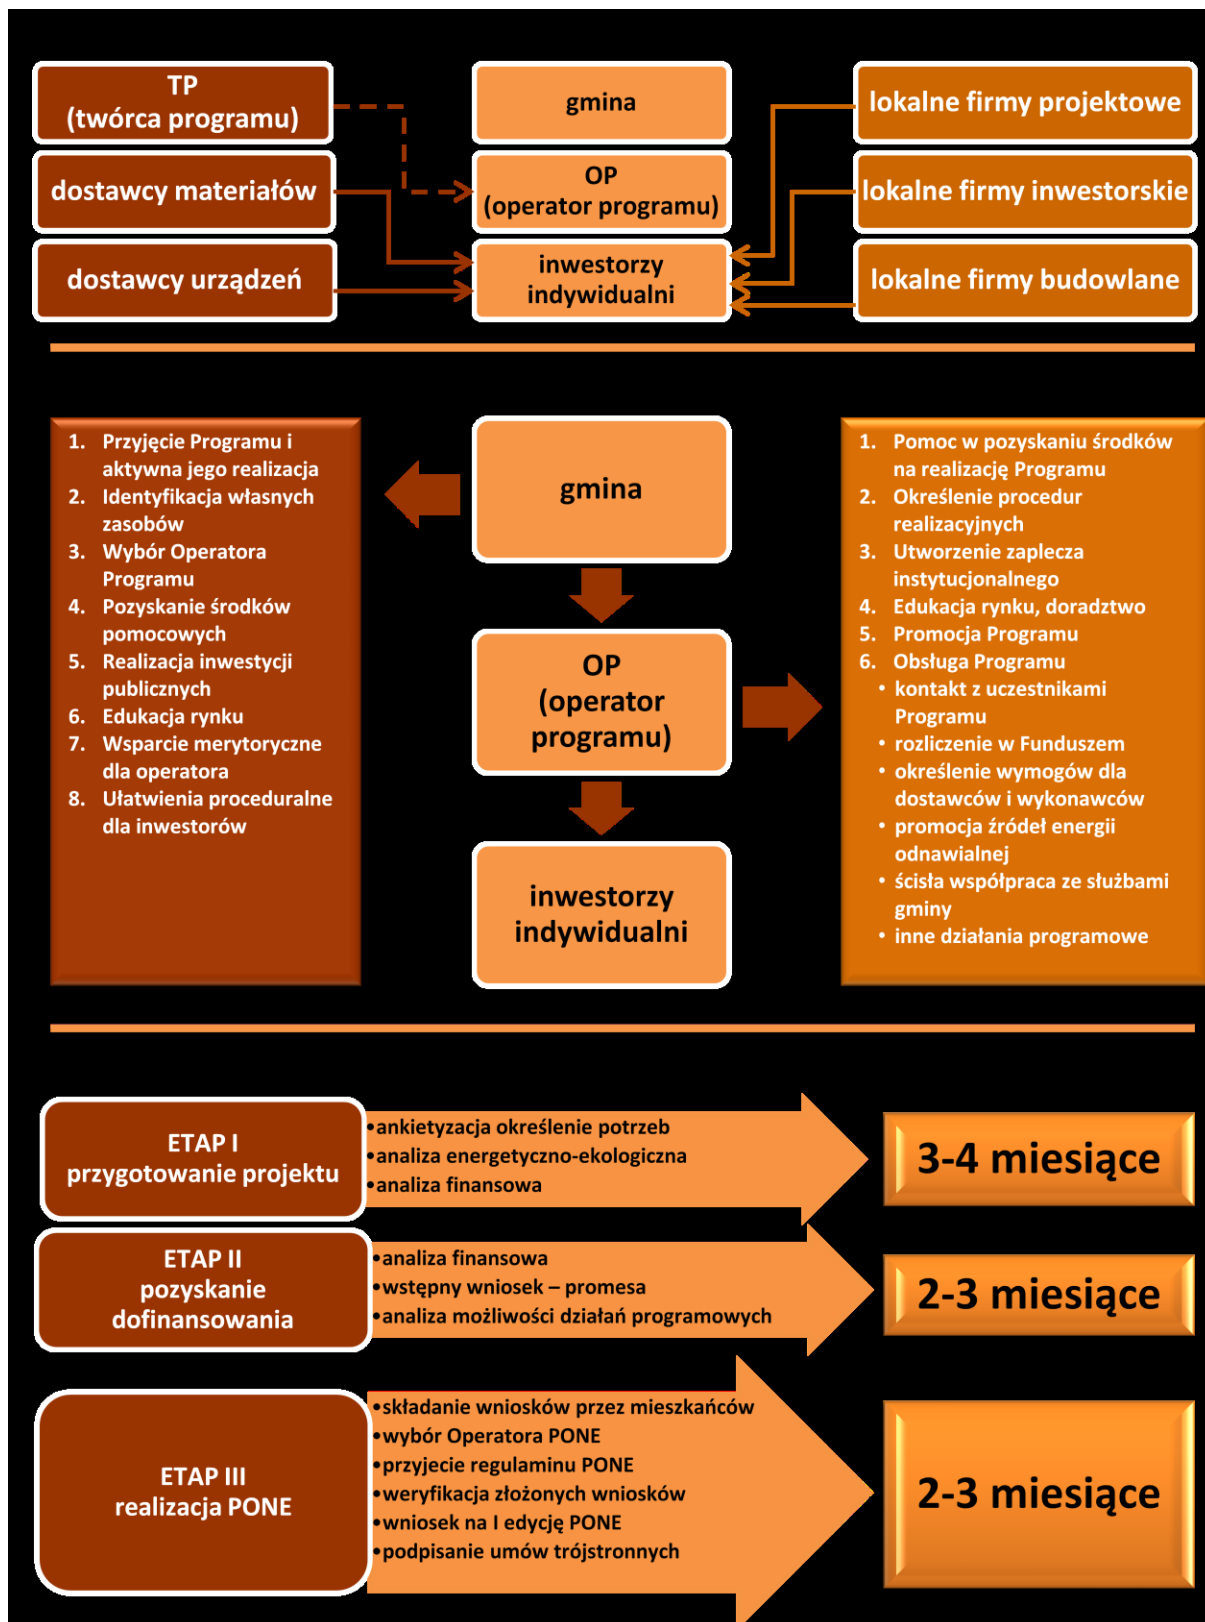 TP
(twórca programu)
gmina
lokalne firmy projektowe
dostawcy materiałów
OP
(operator programu)
lokalne firmy inwestorskie
dostawcy urządzeń
inwestorzy
indywidualni
lokalne firmy budowlane
1. Przyjęcie Programu i
aktywna jego realizacja
2. Identyfikacja własnych
zasobów
3. Wybór Operatora
Programu
4. Pozyskanie środków
pomocowych
5. Realizacja inwestycji
publicznych
6. Edukacja rynku
7. Wsparcie merytoryczne
dla operatora
8. Ułatwienia proceduralne
dla inwestorów
gmina
OP
(operator
programu)
inwestorzy
indywidualni
1. Pomoc w pozyskaniu środków
na realizację Programu
2. Określenie procedur
realizacyjnych
3. Utworzenie zaplecza
instytucjonalnego
4. Edukacja rynku, doradztwo
5. Promocja Programu
6. Obsługa Programu
• kontakt z uczestnikami
Programu
• rozliczenie w Funduszem
• określenie wymogów dla
dostawców i wykonawców
• promocja źródeł energii
odnawialnej
• ścisła współpraca ze służbami
gminy
• inne działania programowe
ETAP I
przygotowanie projektu
•ankietyzacja określenie potrzeb
•analiza energetyczno-ekologiczna
•analiza finansowa
3-4 miesiące
ETAP II
pozyskanie
dofinansowania
•analiza finansowa
•wstępny wniosek – promesa
•analiza możliwości działań programowych
2-3 miesiące
ETAP III
realizacja PONE
•składanie wniosków przez mieszkańców
•wybór Operatora PONE
•przyjecie regulaminu PONE
•weryfikacja złożonych wniosków
•wniosek na I edycję PONE
•podpisanie umów trójstronnych
2-3 miesiące